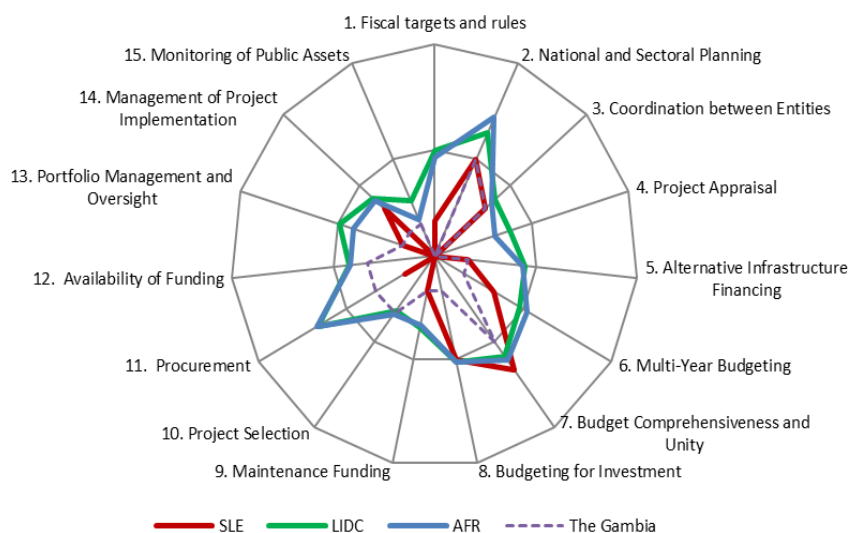 1. Fiscal targets and rules
2. National and Sectoral Planning
3. Coordination between Entities
4. Project Appraisal
5. Alternative Infrastructure
Financing
6. Multi-Year Budgeting
7. Budget Comprehensiveness and
Unity
8. Budgeting for Investment
9. Maintenance Funding
10. Project Selection
11. Procurement
12. Availability of Funding
13. Portfolio Management and
Oversight
14. Management of Project
Implementation
15. Monitoring of Public Assets
SLE
LIDC
AFR
The Gambia